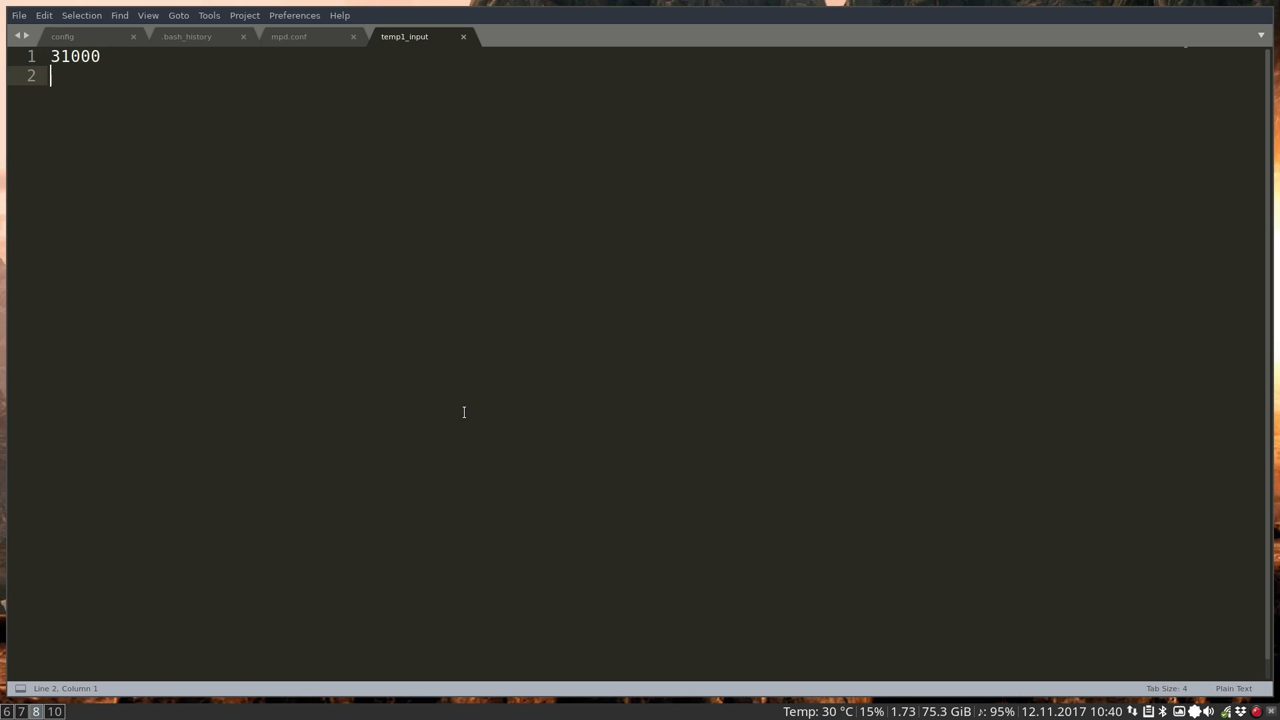 File Edit Selection Find View Goto Tools Project Preferences Help
config × .bash_history × mpd.conf × temp1_input ×
1 31000
2
Line 2, Column 1 Tab Size: 4 Plain Text
6 7 8 10 Temp: 30 °C 15% 1.73 75.3 GiB ♪: 95% 12.11.2017 10:40